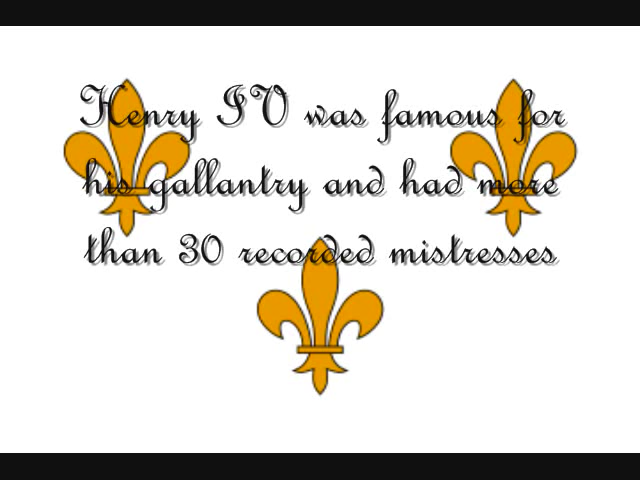 Henry IV was famous for
his gallantry and had more
than 30 recorded mistresses